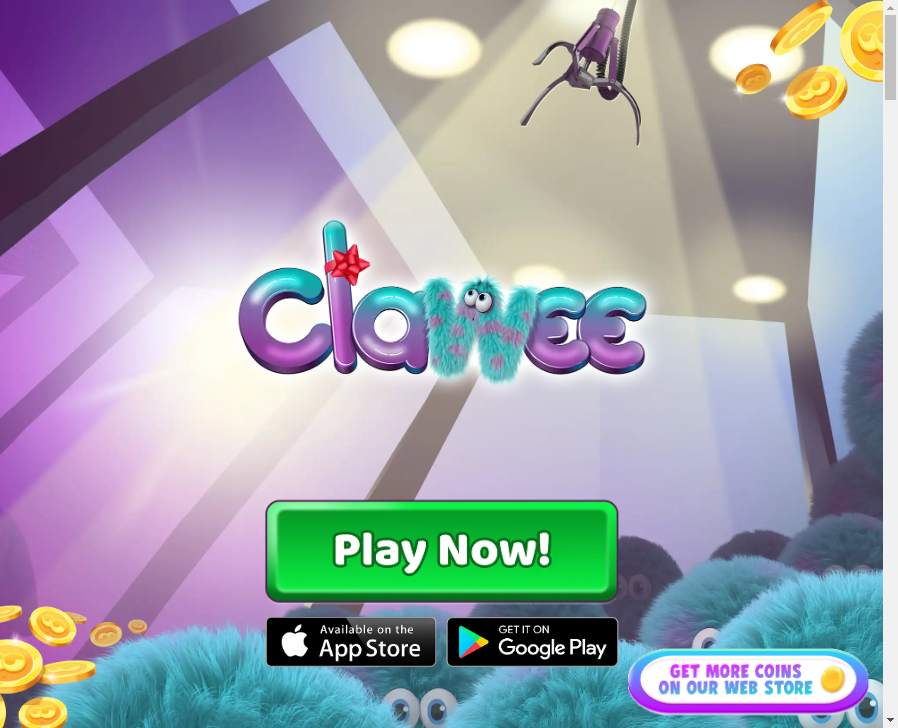 clawee
Play Now!
Available on the
App Store
GET IT ON
Google Play
GET MORE COINS
ON OUR WEB STORE